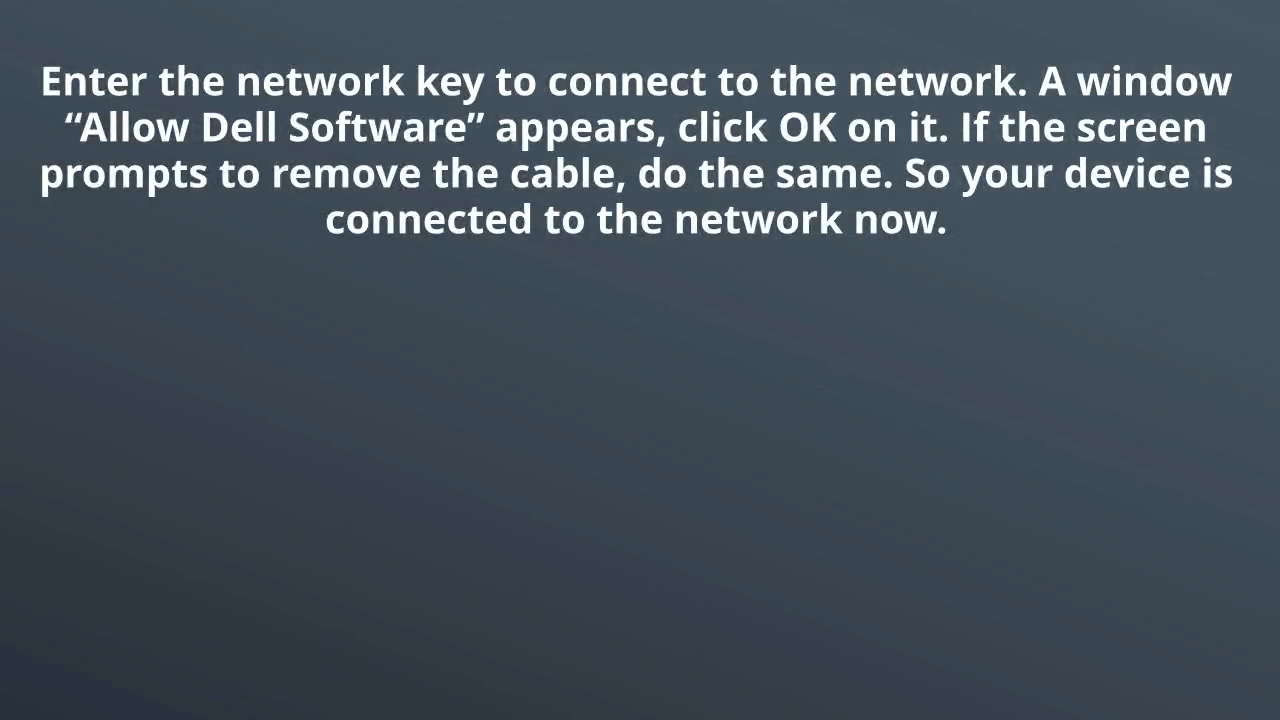 Enter the network key to connect to the network. A window
“Allow Dell Software” appears, click OK on it. If the screen
prompts to remove the cable, do the same. So your device is
connected to the network now.